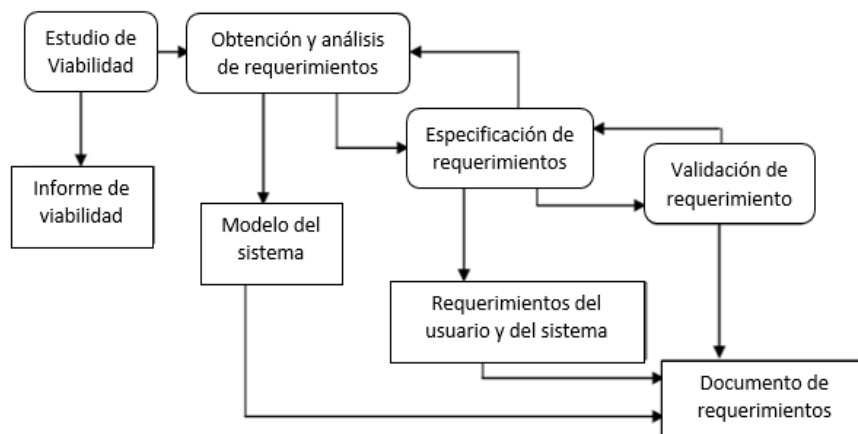 Estudio de
Viabilidad
Obtención y análisis
de requerimientos
Especificación de
requerimientos
Validación de
requerimiento
Informe de
viabilidad
Modelo del
sistema
Requerimientos del
usuario y del sistema
Documento de
requerimientos